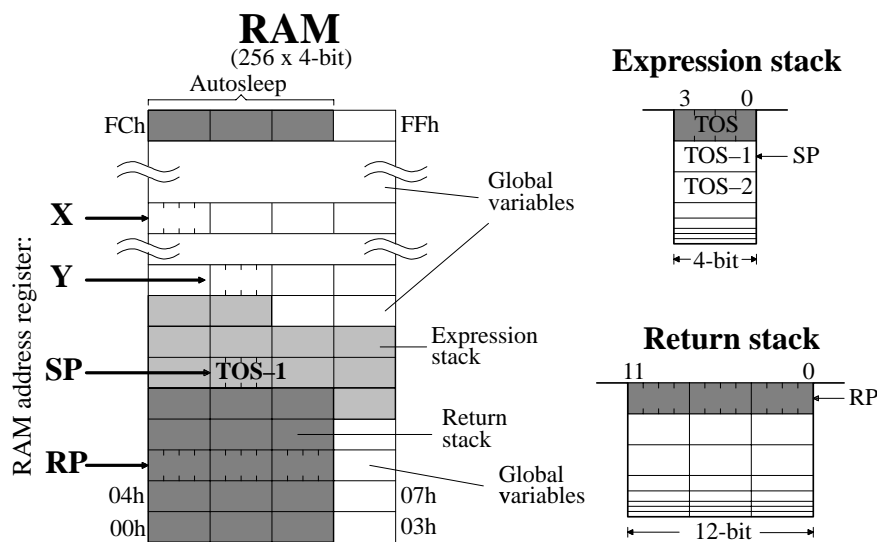 RAM
(256 x 4-bit)
Autosleep
FCh
FFh
Global
variables
X
Y
RAM address register:
Expression
stack
SP
TOS–1
Return
stack
RP
Global
variables
04h
07h
00h
03h
Expression stack
3 0
TOS
TOS–1
SP
TOS–2
4-bit
Return stack
11 0
RP
12-bit